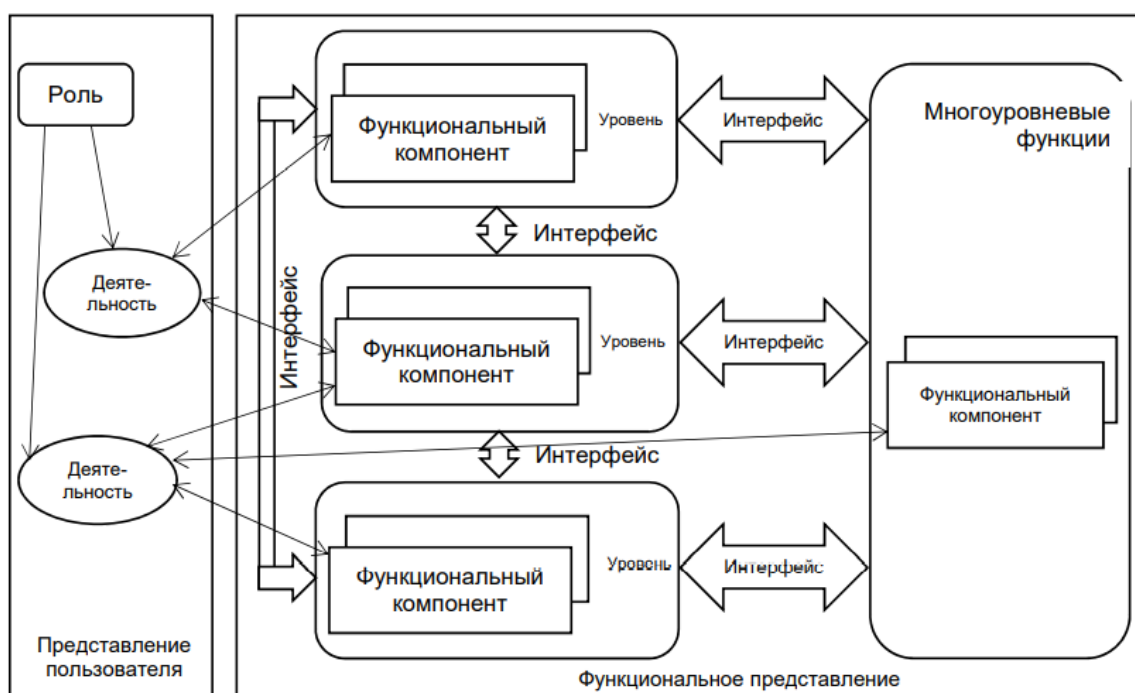 Роль
Деяте-
льность
Деяте-
льность
Представление
пользователя
Функциональный
компонент
Уровень
Интерфейс
Интерфейс
Интерфейс
Функциональный
компонент
Уровень
Интерфейс
Интерфейс
Функциональный
компонент
Уровень
Интерфейс
Многоуровневые
функции
Функциональный
компонент
Функциональное представление